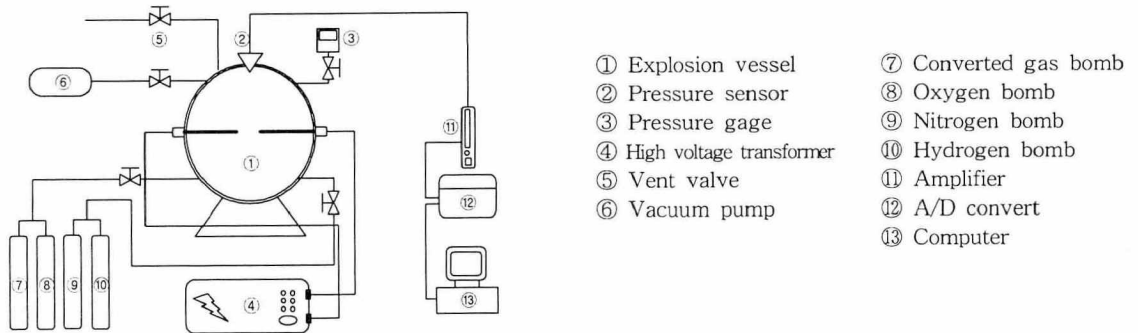 ⑤
②
③
⑥
⑪
①
⑫
⑦
⑧
⑨
⑩
④
⑬
① Explosion vessel
② Pressure sensor
③ Pressure gage
④ High voltage transformer
⑤ Vent valve
⑥ Vacuum pump
⑦ Converted gas bomb
⑧ Oxygen bomb
⑨ Nitrogen bomb
⑩ Hydrogen bomb
⑪ Amplifier
⑫ A/D convert
⑬ Computer